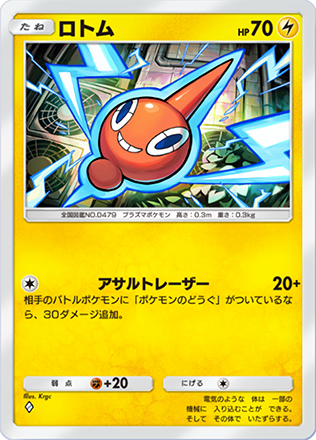 たね ロトム HP70
全国図鑑NO.0479 プラズマポケモン 高さ:0.3m 重さ:0.3kg
アサルトレーザー 20+
相手のバトルポケモンに「ポケモンのどうぐ」がついているな
ら、30ダメージ追加。
弱点 +20 にげる
Illus. Krgc
電気のような 体は 一部の
機械に 入り込むことが できる。
そして その体で いたずらする。